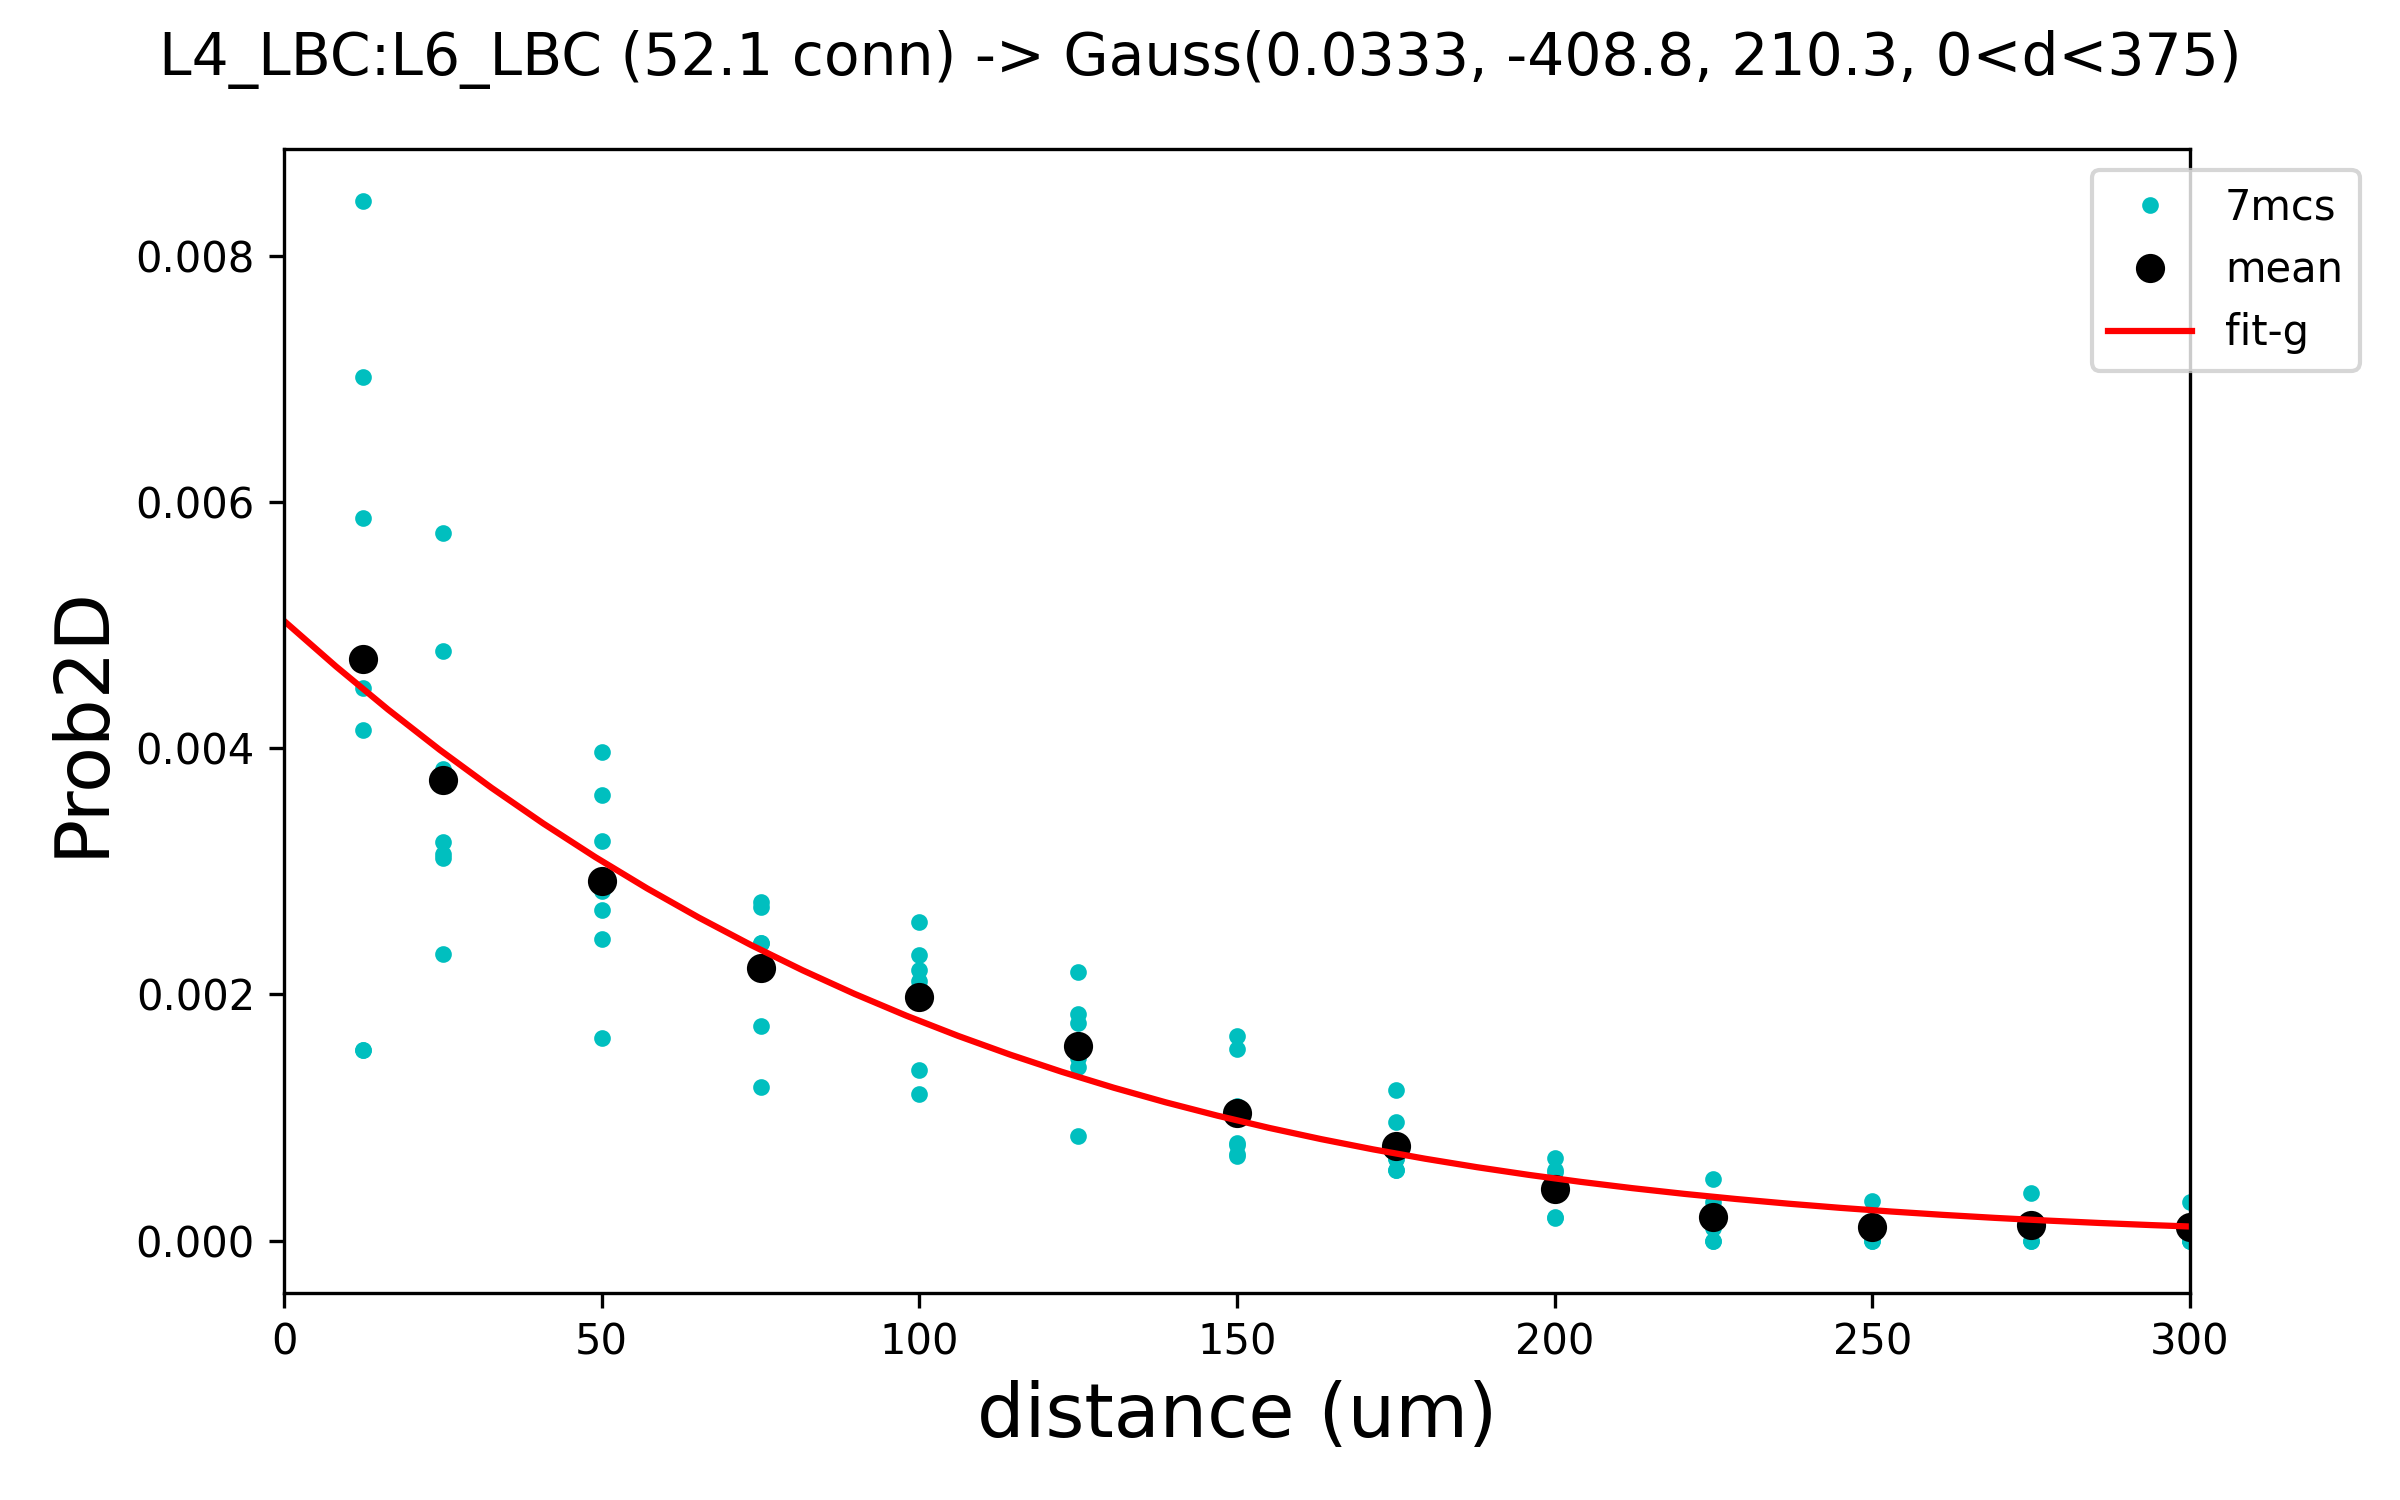 L4_LBC:L6_LBC (52.1 conn) -> Gauss(0.0333, -408.8, 210.3, 0<d<375)
7mcs
mean
fit-g
Prob2D
0.008
0.006
0.004
0.002
0.000
0 50 100 150 200 250 300
distance (um)